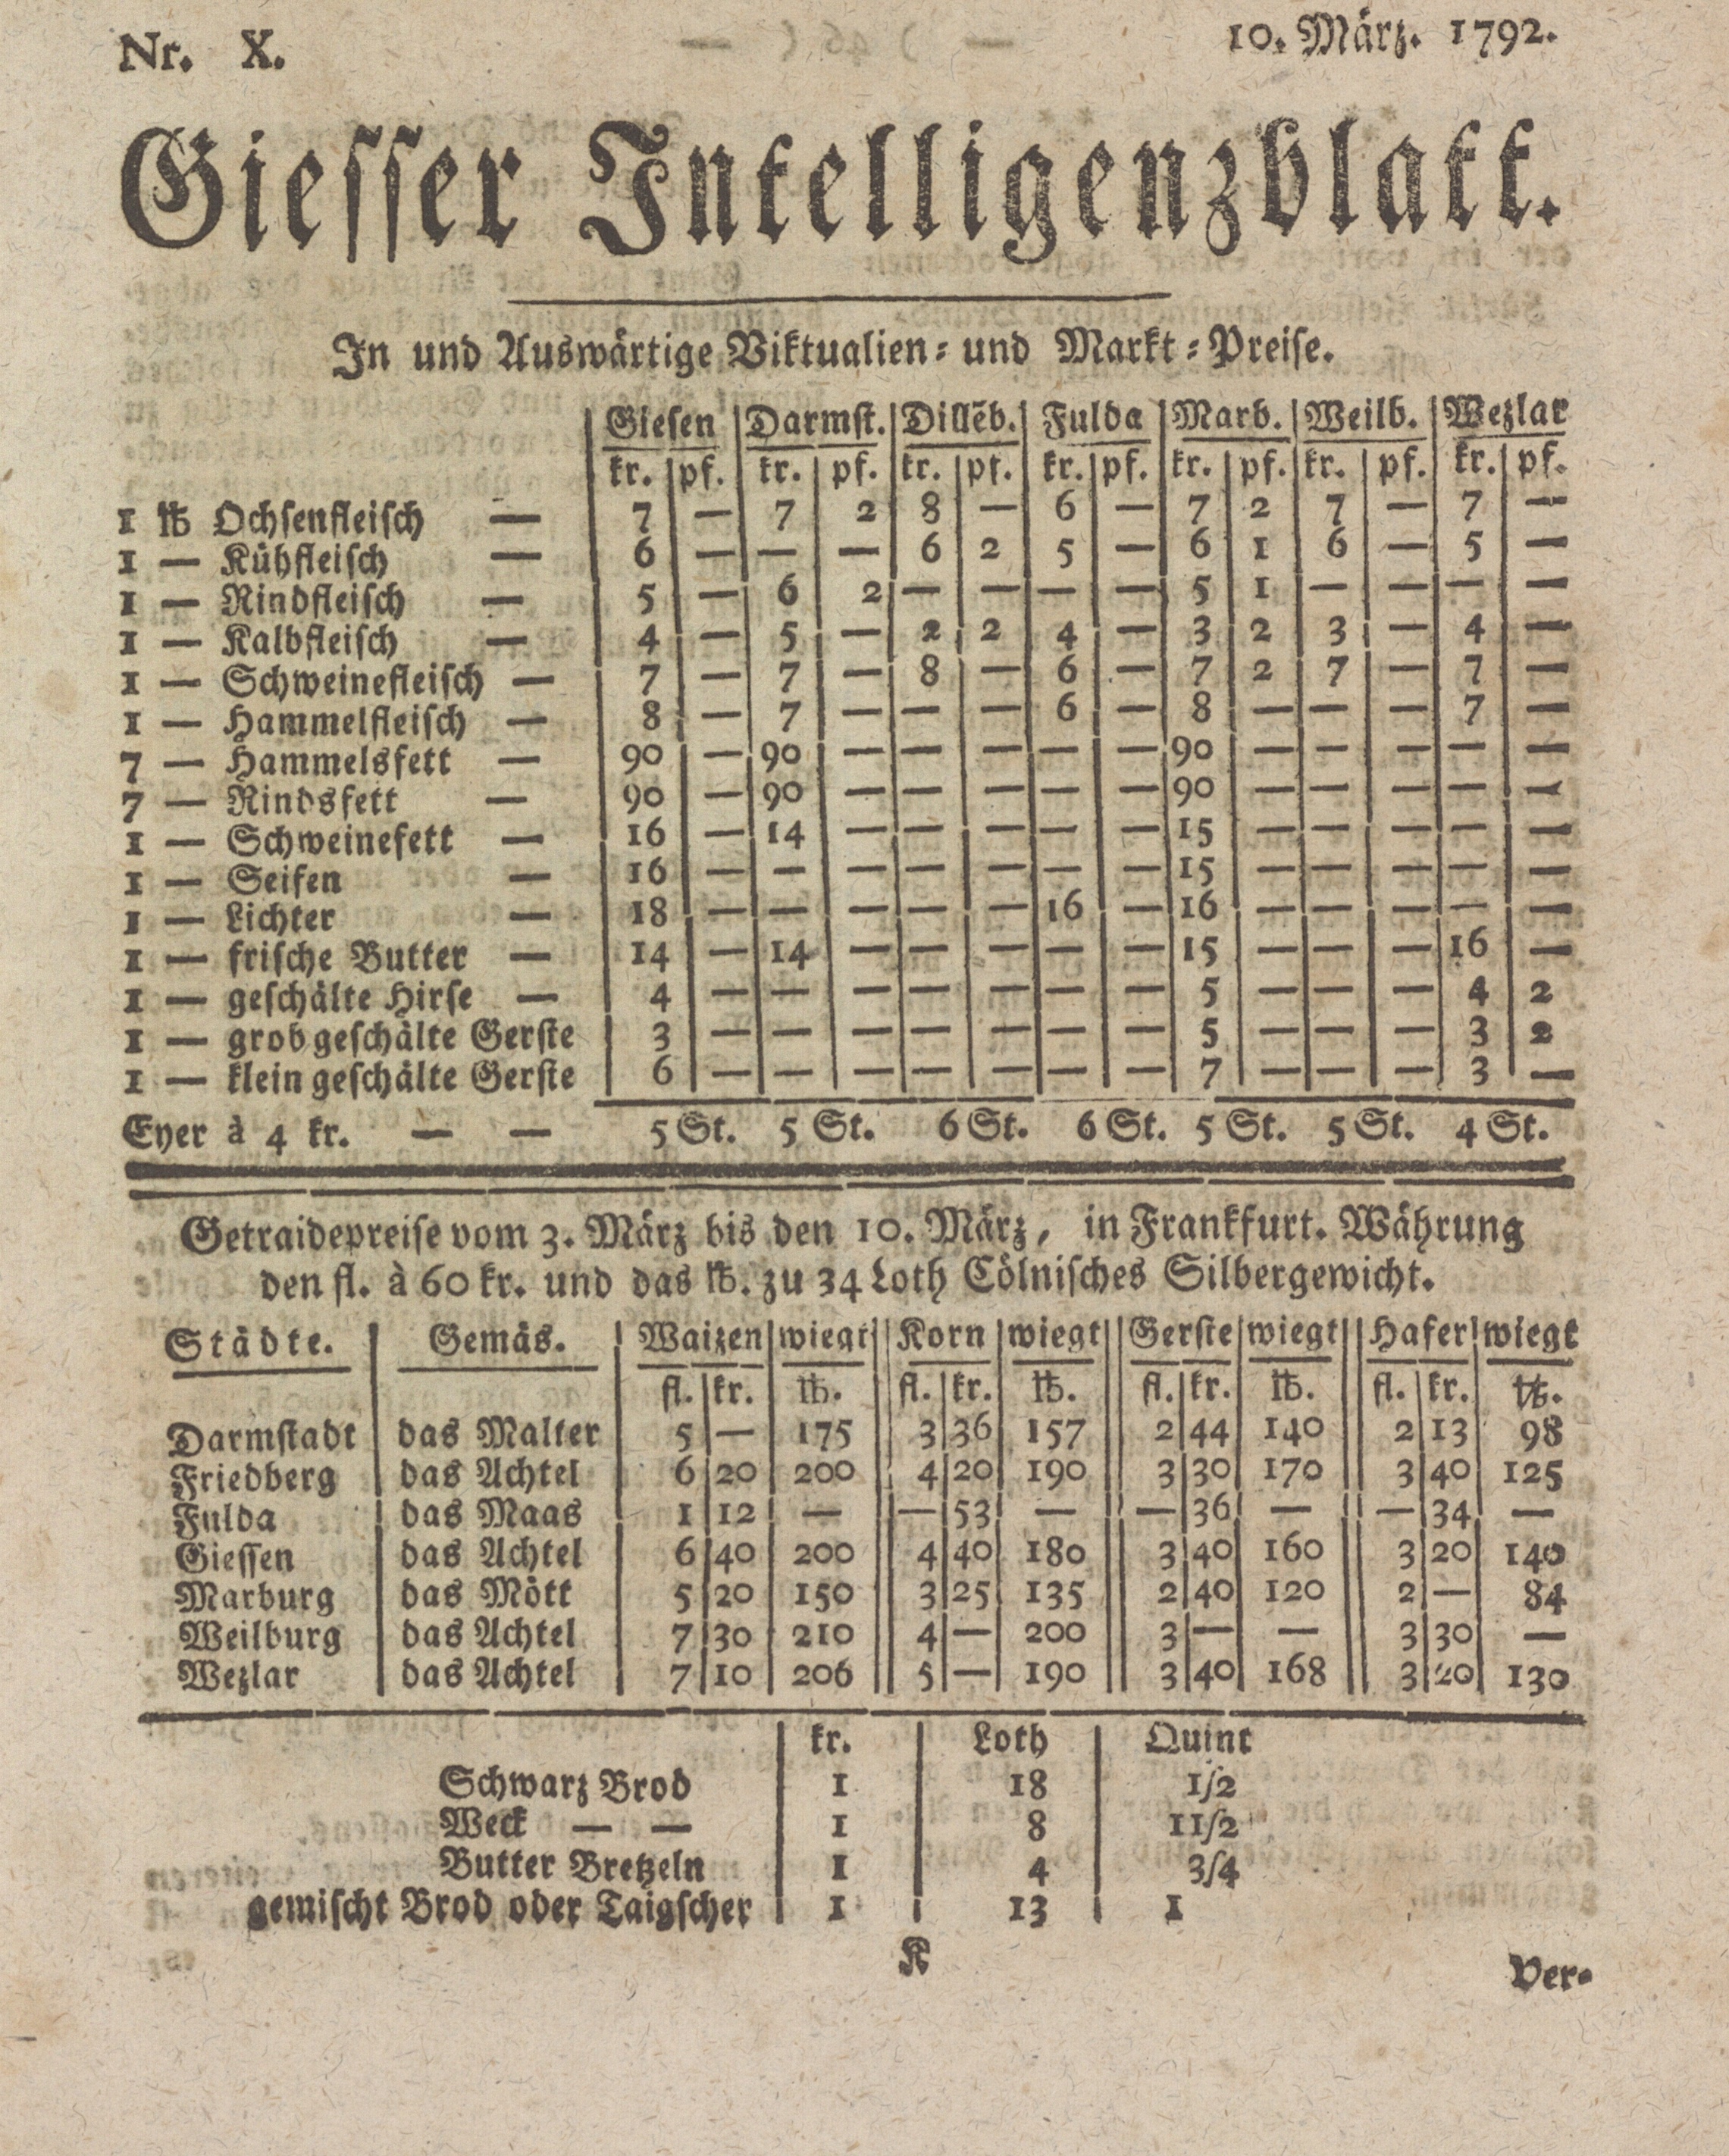 Nr. X.
10. März. 1792.
Giesser Intelligenzblatt.
In und Auswärtige Viktualien- und Markt-Preise.
Giesen | Darmst. | Dillēb. | Fulda | Marb. | Weilb. | Wezlar
kr. | pf. | kr. | pf. | kr. | pf. | kr. | pf. | kr. | pf. | kr. | pf. | kr. | pf.
1 ℔ Ochsenfleisch — 7 | — | 7 | 2 | 8 | — | 6 | — | 7 | 2 | 7 | — | 7 | —
1 — Kühfleisch — 6 | — | — | — | 6 | 2 | 5 | — | 6 | 1 | 6 | — | 5 | —
1 — Rindfleisch — 5 | — | 6 | 2 | — | — | — | — | 5 | 1 | — | — | — | —
1 — Kalbfleisch — 4 | — | 5 | — | 2 | 2 | 4 | — | 3 | 2 | 3 | — | 4 | —
1 — Schweinefleisch — 7 | — | 7 | — | 8 | — | 6 | — | 7 | 2 | 7 | — | 7 | —
1 — Hammelfleisch — 8 | — | 7 | — | — | — | 6 | — | 8 | — | — | — | 7 | —
7 — Hammelsfett — 90 | — | 90 | — | — | — | — | — | 90 | — | — | — | — | —
7 — Rindsfett — 90 | — | 90 | — | — | — | — | — | 90 | — | — | — | — | —
1 — Schweinefett — 16 | — | 14 | — | — | — | — | — | 15 | — | — | — | — | —
1 — Seifen — 16 | — | — | — | — | — | — | — | 15 | — | — | — | — | —
1 — Lichter — 18 | — | — | — | — | — | 16 | — | 16 | — | — | — | — | —
1 — frische Butter — 14 | — | 14 | — | — | — | — | — | 15 | — | — | — | 16 | —
1 — geschälte Hirse — 4 | — | — | — | — | — | — | — | 5 | — | — | — | 4 | 2
1 — grob geschälte Gerste 3 | — | — | — | — | — | — | — | 5 | — | — | — | 3 | 2
1 — klein geschälte Gerste 6 | — | — | — | — | — | — | — | 7 | — | — | — | 3 | —
Eyer à 4 kr. — — 5 St. 5 St. 6 St. 6 St. 5 St. 5 St. 4 St.
Getraidepreise vom 3. März bis den 10. März, in Frankfurt. Währung
den fl. à 60 kr. und das ℔. zu 34 Loth Cölnisches Silbergewicht.
Städte. | Gemäs. | Waizen | wiegt || Korn | wiegt || Gerste | wiegt || Hafer | wiegt
fl. | kr. | ℔. || fl. | kr. | ℔. || fl. | kr. | ℔. || fl. | kr. | ℔.
Darmstadt | das Malter | 5 | — | 175 || 3 | 36 | 157 || 2 | 44 | 140 || 2 | 13 | 98
Friedberg | das Achtel | 6 | 20 | 200 || 4 | 20 | 190 || 3 | 30 | 170 || 3 | 40 | 125
Fulda | das Maas | 1 | 12 | — || — | 53 | — || — | 36 | — || — | 34 | —
Giessen | das Achtel | 6 | 40 | 200 || 4 | 40 | 180 || 3 | 40 | 160 || 3 | 20 | 140
Marburg | das Mött | 5 | 20 | 150 || 3 | 25 | 135 || 2 | 40 | 120 || 2 | — | 84
Weilburg | das Achtel | 7 | 30 | 210 || 4 | — | 200 || 3 | — | — || 3 | 30 | —
Wezlar | das Achtel | 7 | 10 | 206 || 5 | — | 190 || 3 | 40 | 168 || 3 | 20 | 130
kr. | Loth | Quint
Schwarz Brod | 1 | 18 | 1/2
Weck — — | 1 | 8 | 1 1/2
Butter Bretzeln | 1 | 4 | 3/4
gemischt Brod oder Taigscher | 1 | 13 | 1
K
Ver-